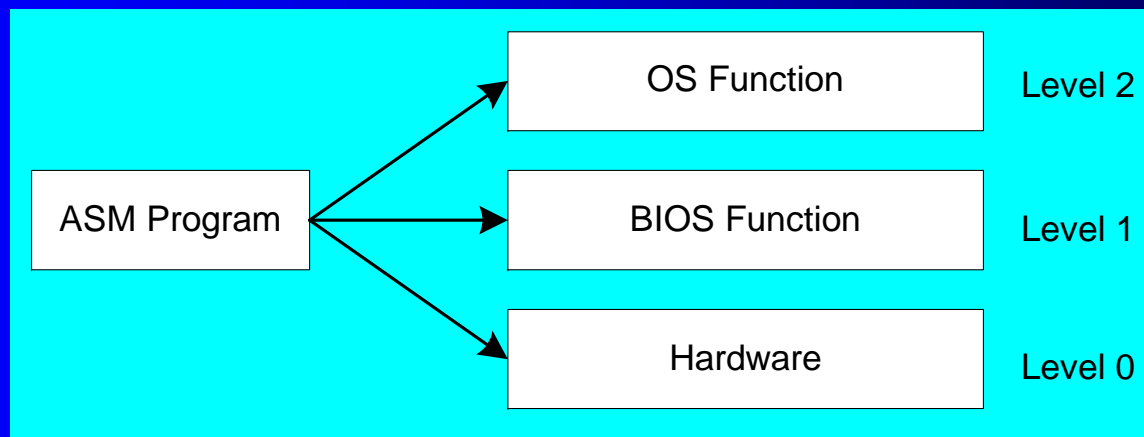 OS Function
Level 2
ASM Program
BIOS Function
Level 1
Hardware
Level 0